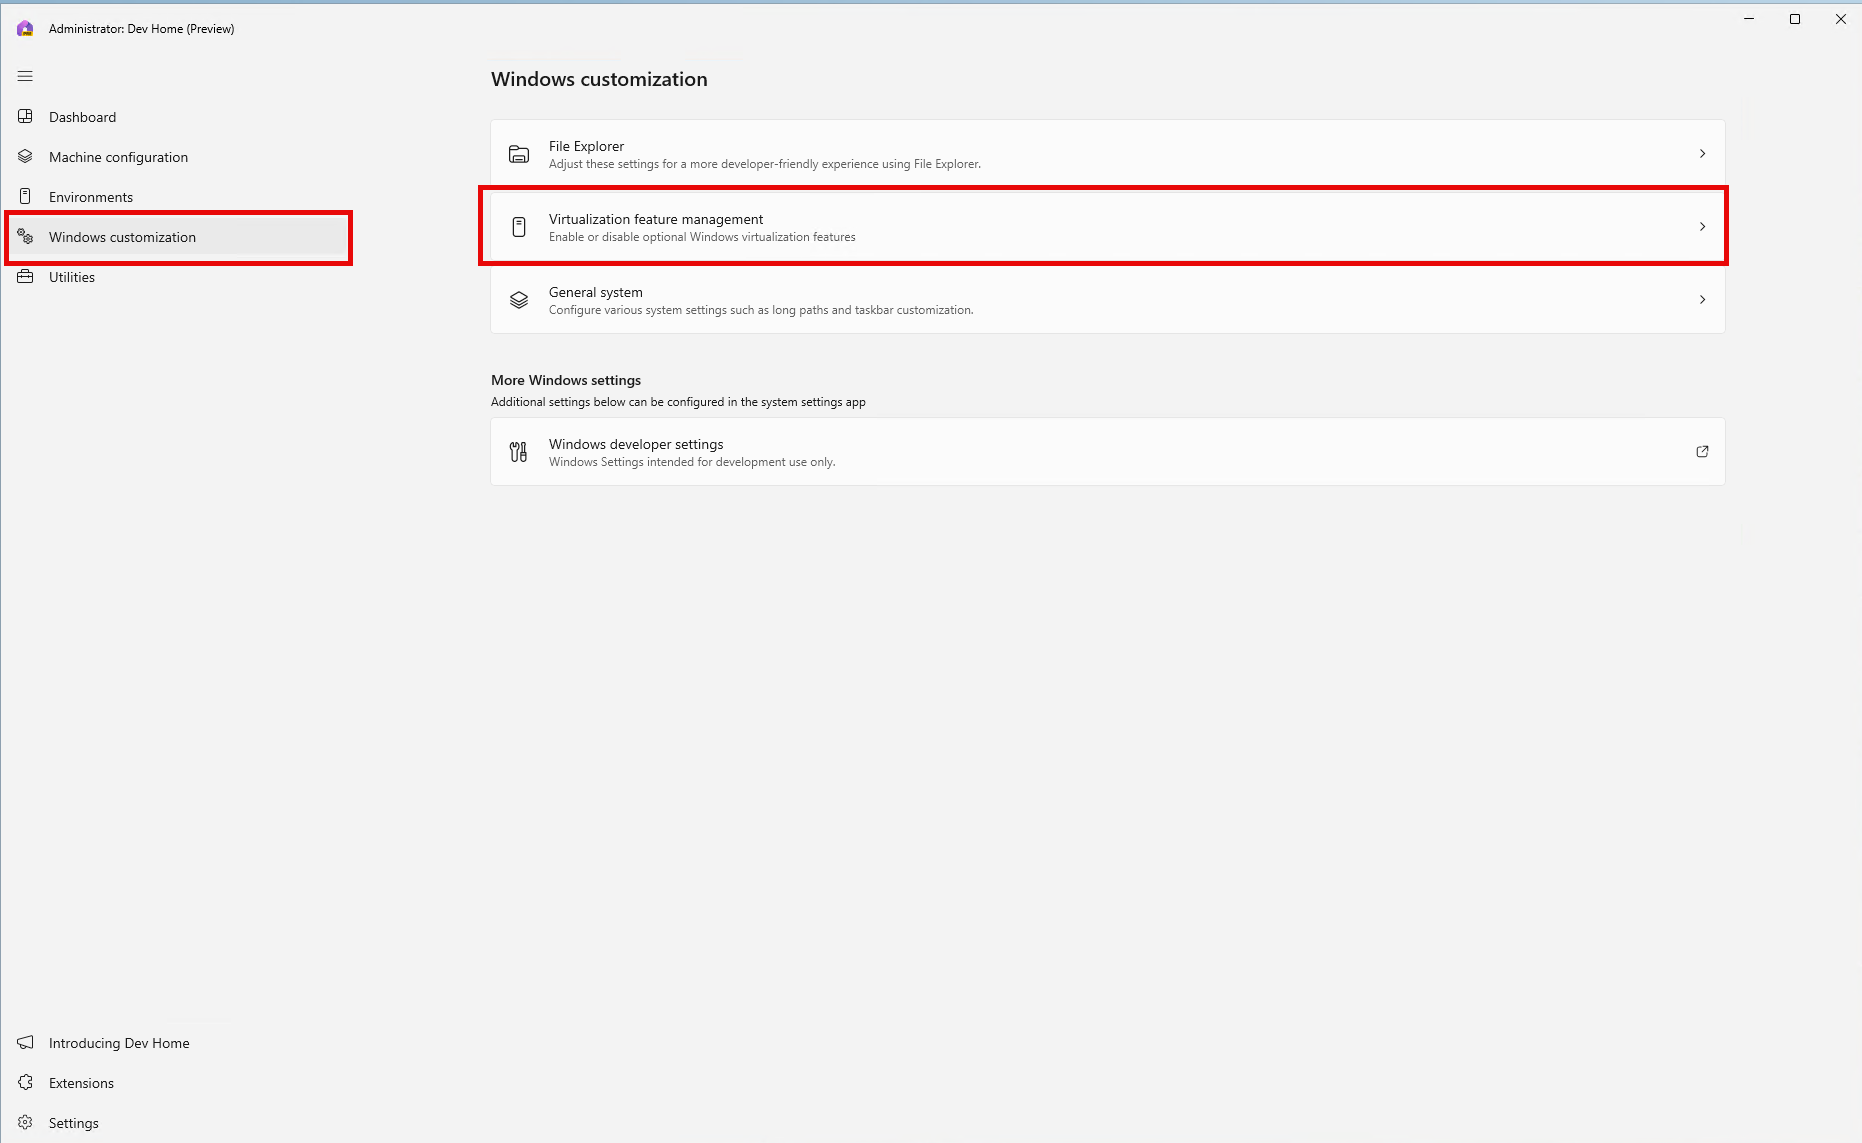 Administrator: Dev Home (Preview)
Dashboard
Machine configuration
Environments
Windows customization
Utilities
Introducing Dev Home
Extensions
Settings
Windows customization
File Explorer
Adjust these settings for a more developer-friendly experience using File Explorer.
Virtualization feature management
Enable or disable optional Windows virtualization features
General system
Configure various system settings such as long paths and taskbar customization.
More Windows settings
Additional settings below can be configured in the system settings app
Windows developer settings
Windows Settings intended for development use only.